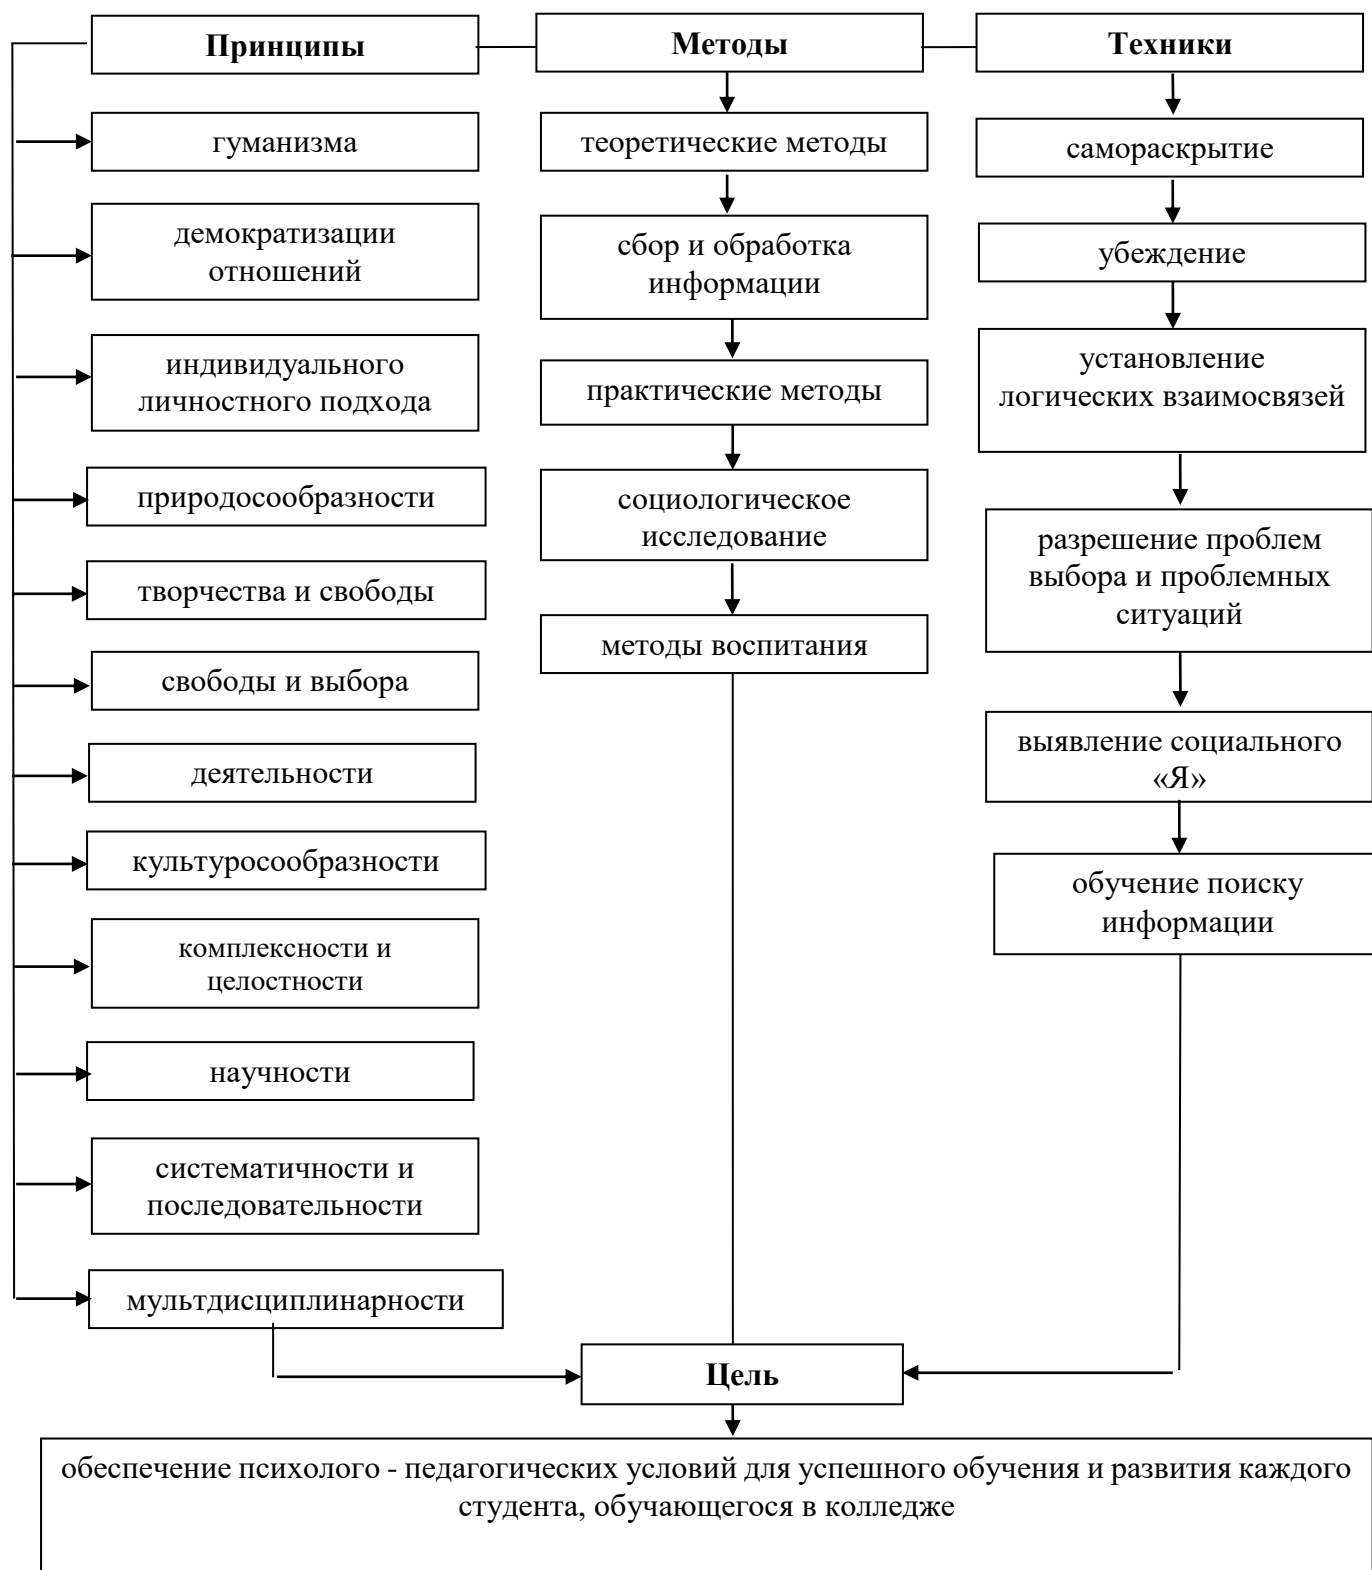 Принципы
Методы
Техники
гуманизма
демократизации
отношений
индивидуального
личностного подхода
природосообразности
творчества и свободы
свободы и выбора
деятельности
культуросообразности
комплексности и
целостности
научности
систематичности и
последовательности
мультдисциплинарности
теоретические методы
сбор и обработка
информации
практические методы
социологическое
исследование
методы воспитания
самораскрытие
убеждение
установление
логических взаимосвязей
разрешение проблем
выбора и проблемных
ситуаций
выявление социального
«Я»
обучение поиску
информации
Цель
обеспечение психолого - педагогических условий для успешного обучения и развития каждого
студента, обучающегося в колледже